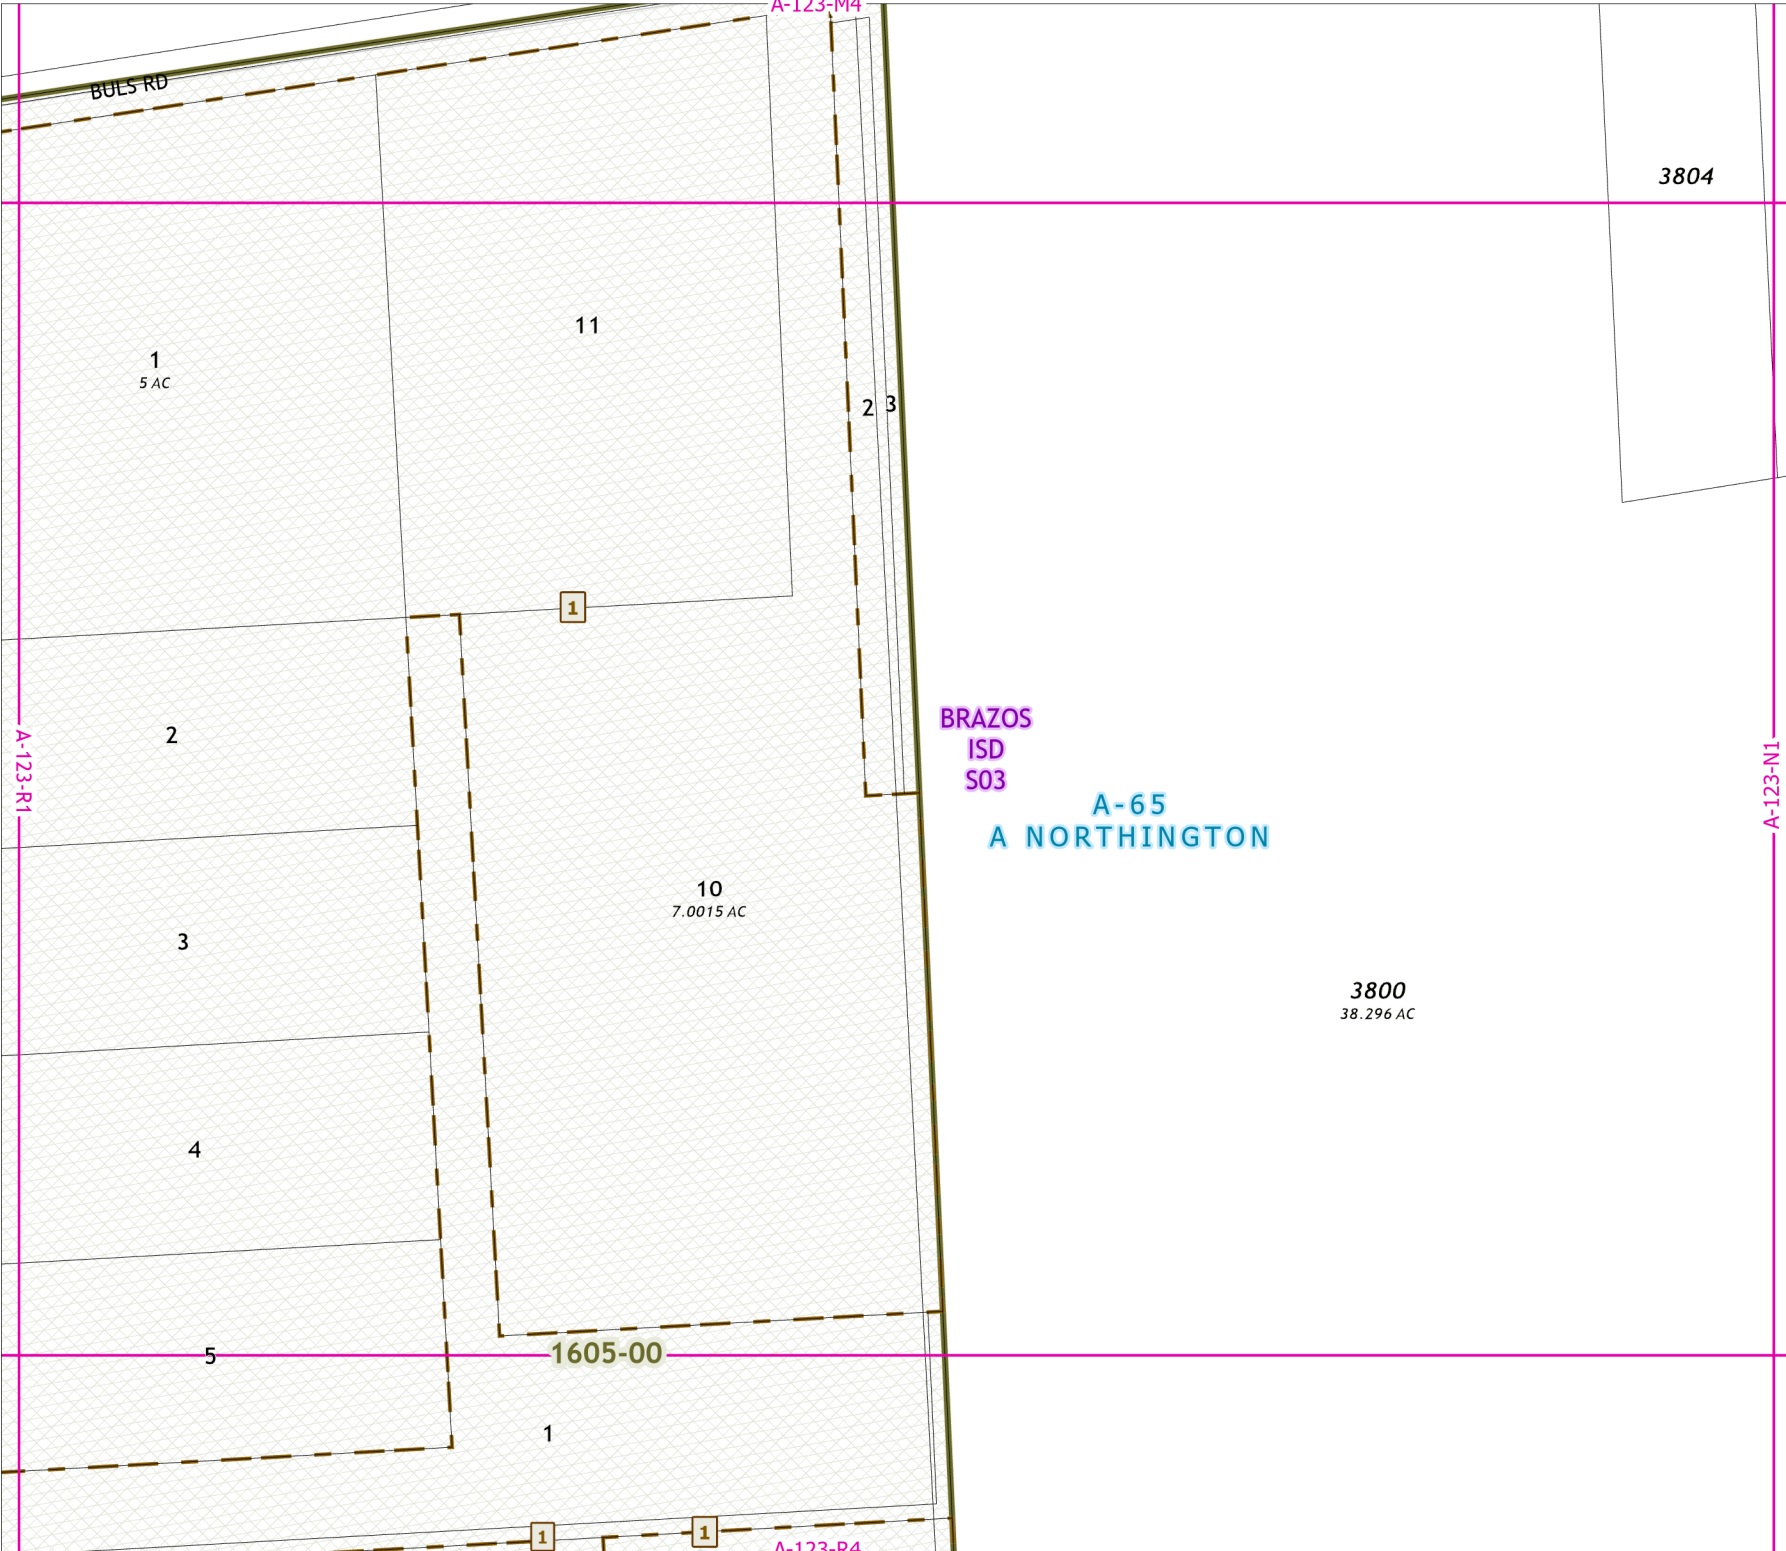 A-123-M4
BULS RD
3804
11
1
5 AC
2
3
1
2
A-123-R1
BRAZOS
ISD
S03
A-123-N1
A-65
A NORTHINGTON
10
7.0015 AC
3
3800
38.296 AC
4
1605-00
5
1
1
1
A-123-R4